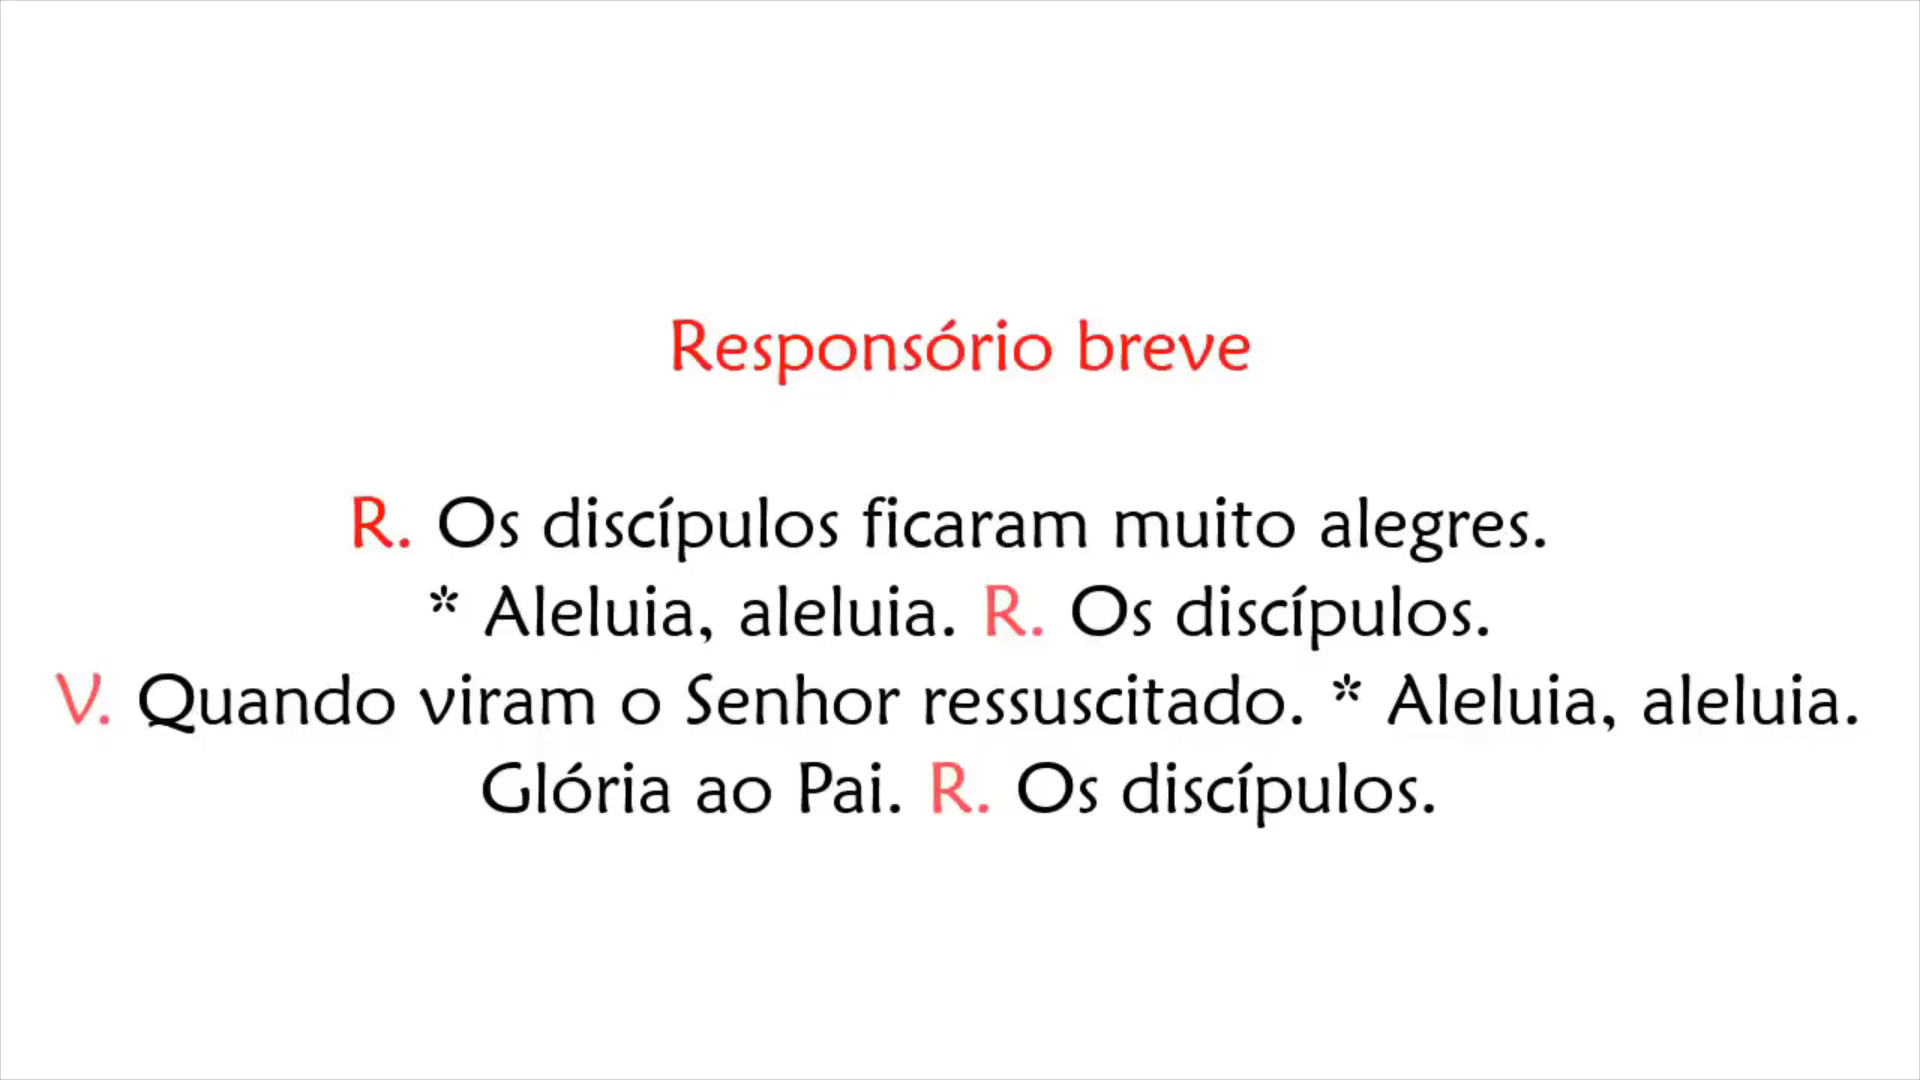 Responsório breve
R. Os discípulos ficaram muito alegres.
* Aleluia, aleluia. R. Os discípulos.
V. Quando viram o Senhor ressuscitado. * Aleluia, aleluia.
Glória ao Pai. R. Os discípulos.